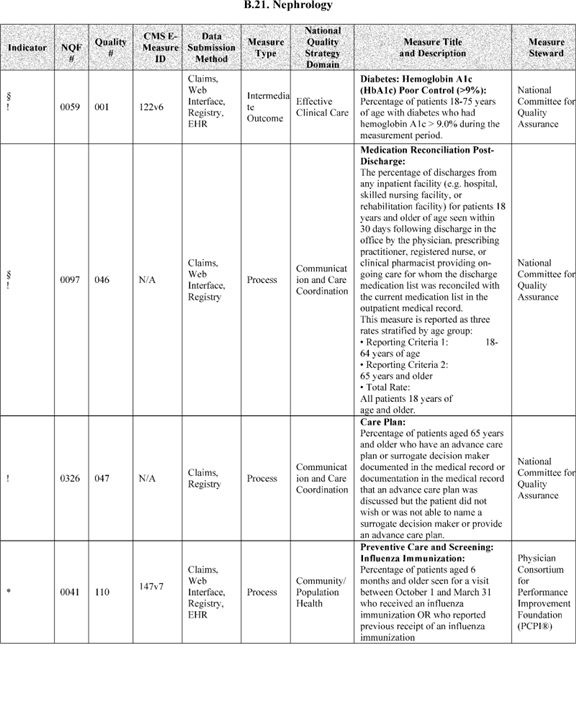 B.21. Nephrology
Indicator
NQF
#
Quality
#
CMS E-
Measure
ID
Data
Submission
Method
Measure
Type
National
Quality
Strategy
Domain
Measure Title
and Description
Measure
Steward
§
!
0059
001
122v6
Claims,
Web
Interface,
Registry,
EHR
Intermedia
te
Outcome
Effective
Clinical Care
Diabetes: Hemoglobin A1c
(HbA1c) Poor Control (>9%):
Percentage of patients 18-75 years
of age with diabetes who had
hemoglobin A1c > 9.0% during the
measurement period.
National
Committee for
Quality
Assurance
§
!
0097
046
N/A
Claims,
Web
Interface,
Registry
Process
Communicat
ion and Care
Coordination
Medication Reconciliation Post-
Discharge:
The percentage of discharges from
any inpatient facility (e.g. hospital,
skilled nursing facility, or
rehabilitation facility) for patients 18
years and older of age seen within
30 days following discharge in the
office by the physician, prescribing
practitioner, registered nurse, or
clinical pharmacist providing on-
going care for whom the discharge
medication list was reconciled with
the current medication list in the
outpatient medical record.
This measure is reported as three
rates stratified by age group:
• Reporting Criteria 1: 18-
64 years of age
• Reporting Criteria 2:
65 years and older
• Total Rate:
All patients 18 years of
age and older.
National
Committee for
Quality
Assurance
!
0326
047
N/A
Claims,
Registry
Process
Communicat
ion and Care
Coordination
Care Plan:
Percentage of patients aged 65 years
and older who have an advance care
plan or surrogate decision maker
documented in the medical record or
documentation in the medical record
that an advance care plan was
discussed but the patient did not
wish or was not able to name a
surrogate decision maker or provide
an advance care plan.
National
Committee for
Quality
Assurance
*
0041
110
147v7
Claims,
Web
Interface,
Registry,
EHR
Process
Community/
Population
Health
Preventive Care and Screening:
Influenza Immunization:
Percentage of patients aged 6
months and older seen for a visit
between October 1 and March 31
who received an influenza
immunization OR who reported
previous receipt of an influenza
immunization
Physician
Consortium
for
Performance
Improvement
Foundation
(PCPI®)